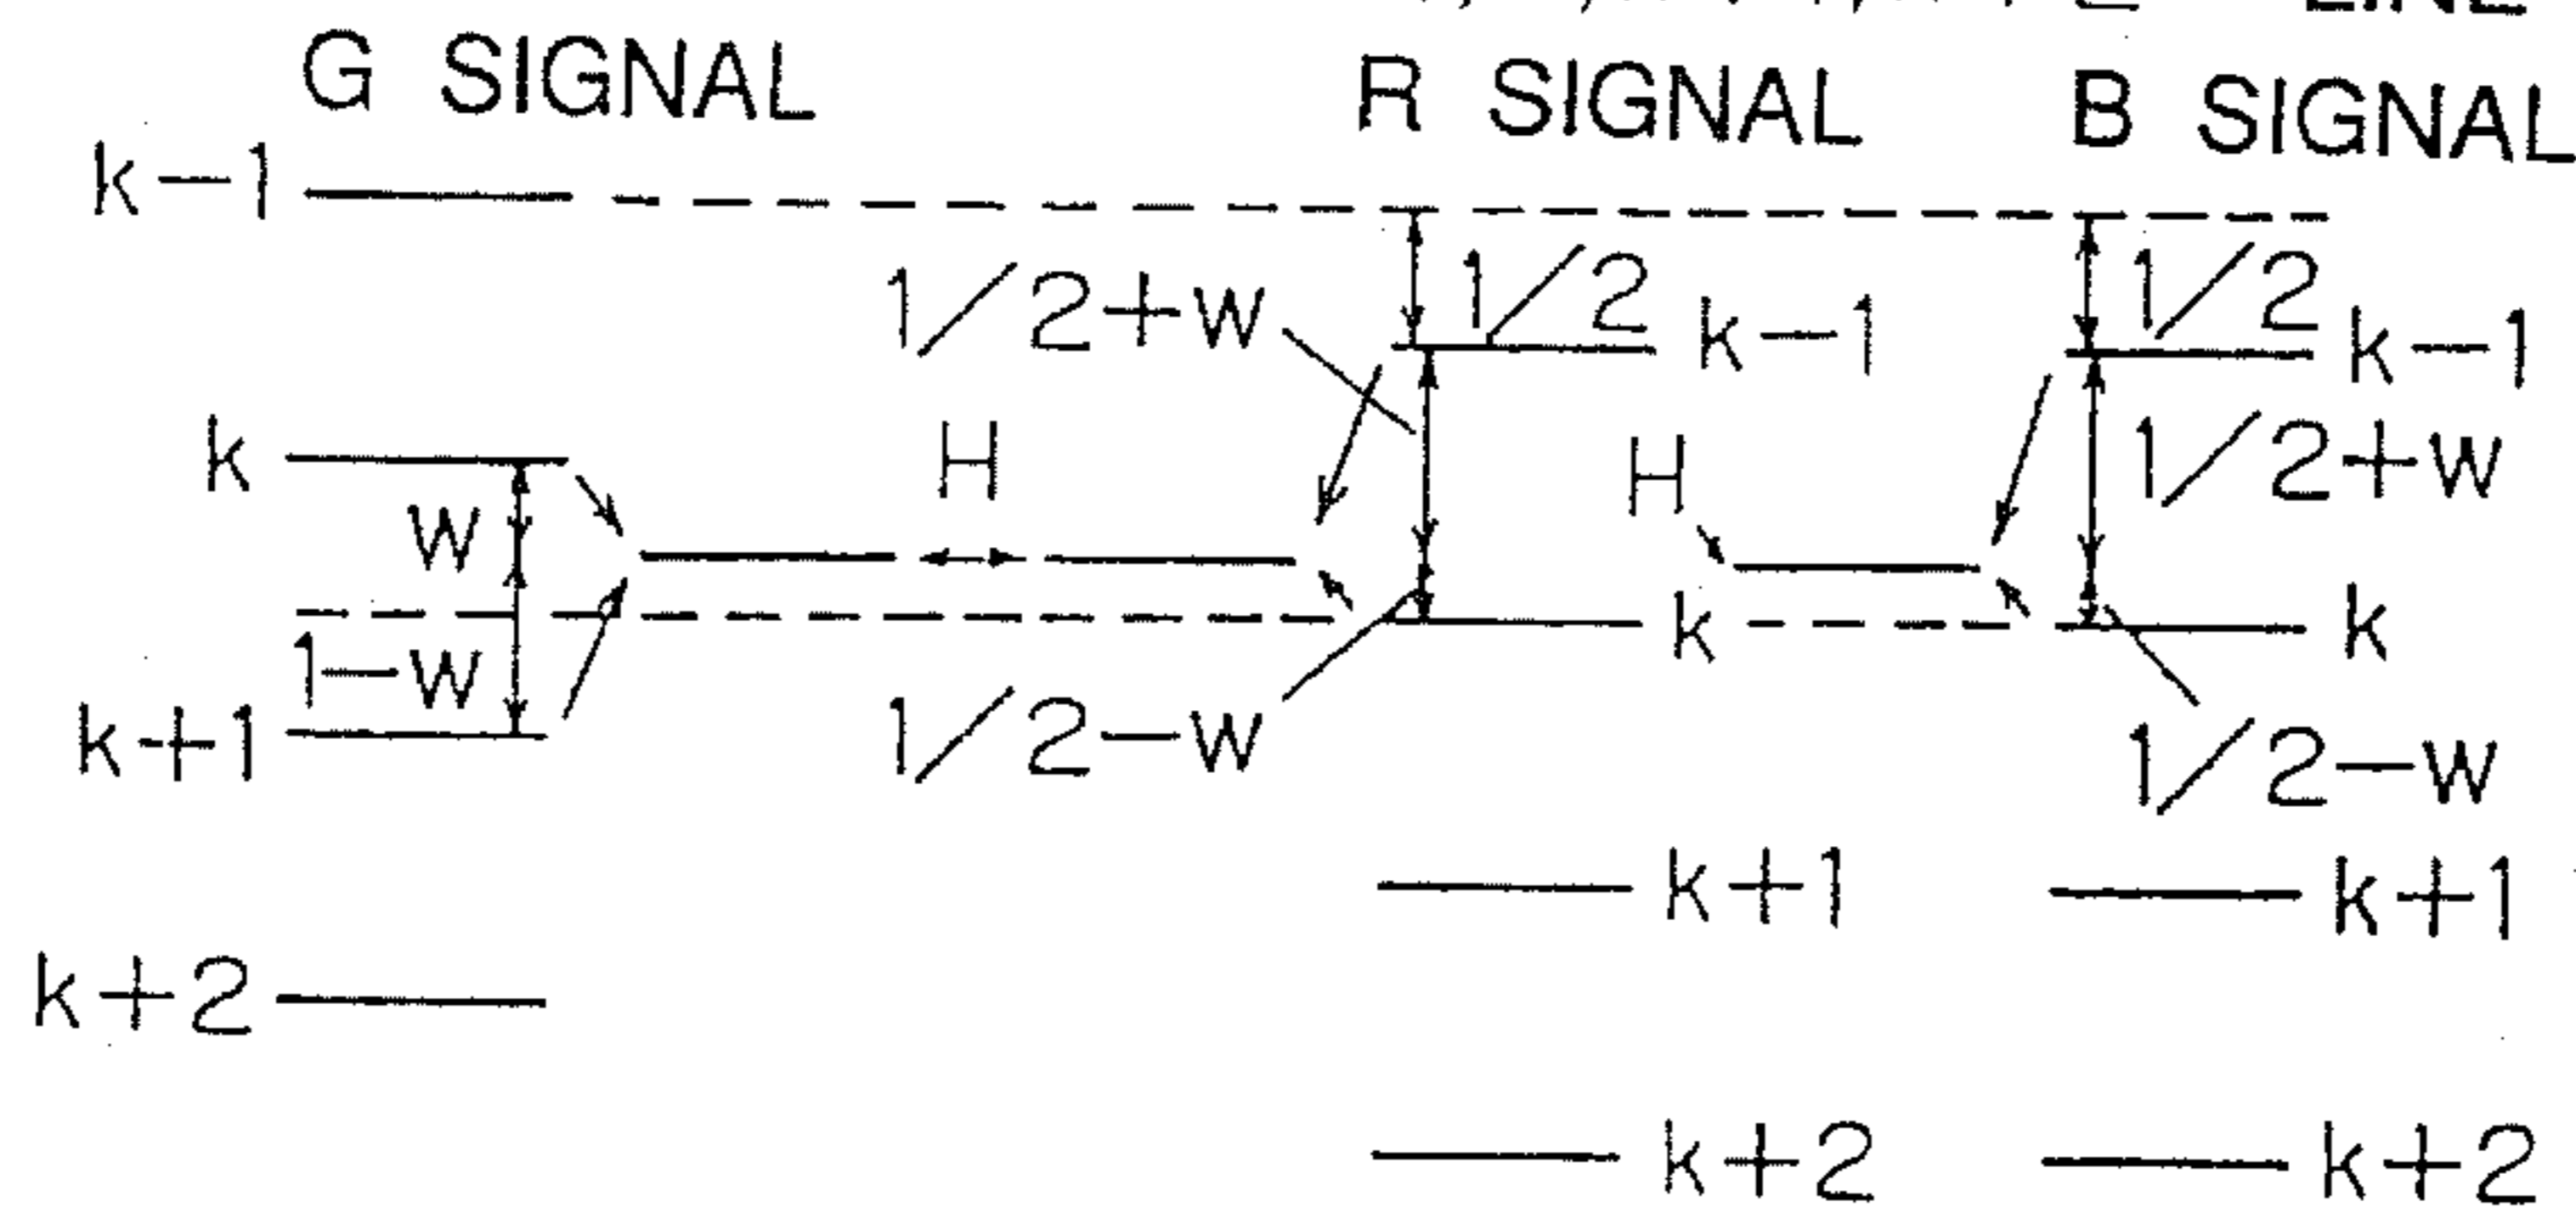 LINE
G SIGNAL
R SIGNAL
B SIGNAL
k-1
1/2+W
1/2
k-1
1/2
k-1
k
W
H
H
1/2+W
1-W
k
k
k+1
1/2-W
1/2-W
k+1
k+1
k+2
k+2
k+2